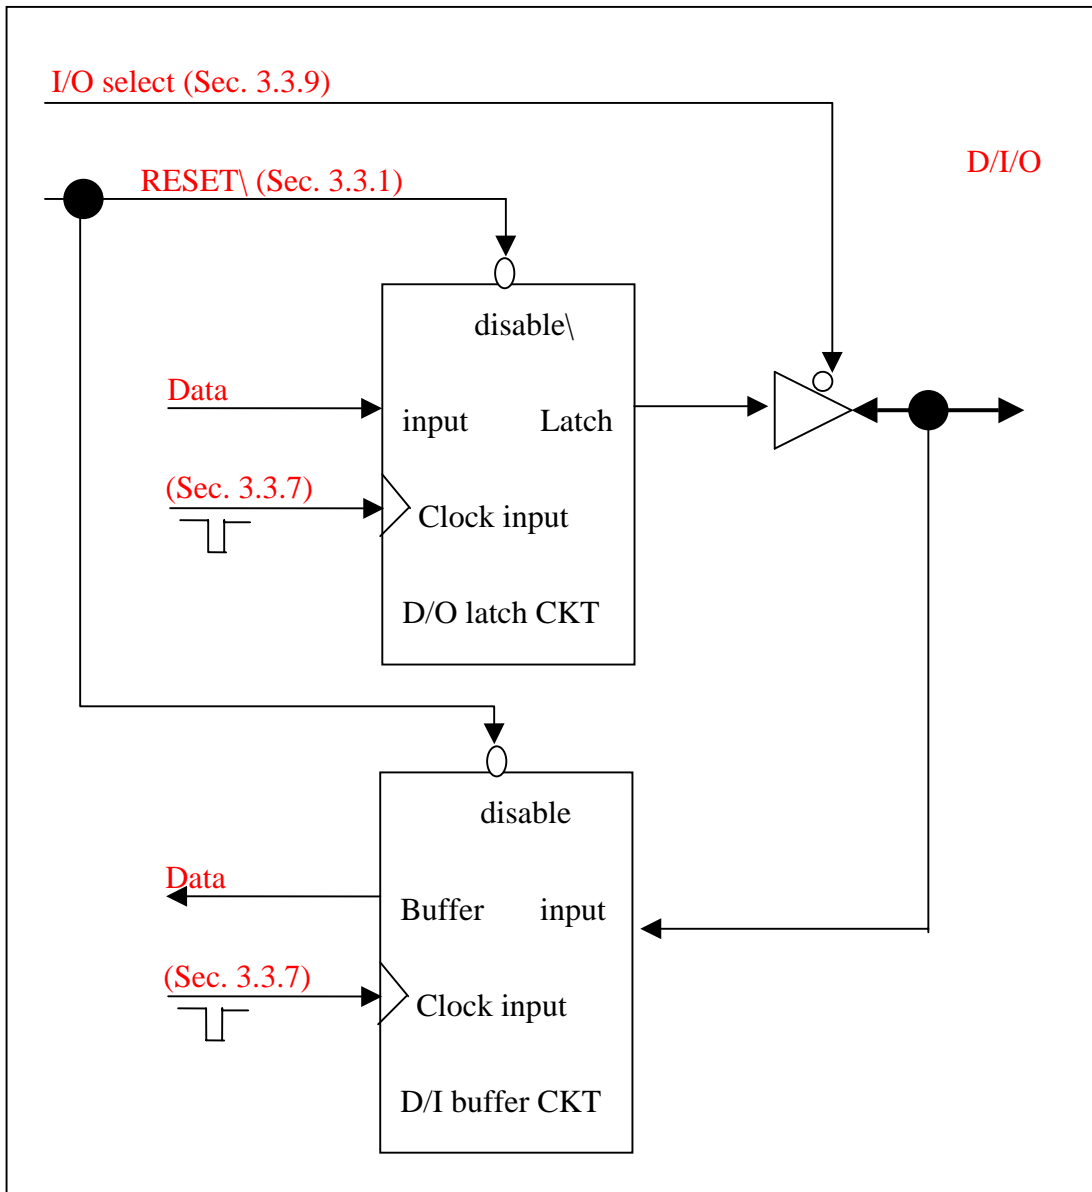 I/O select (Sec. 3.3.9)
D/I/O
RESET\ (Sec. 3.3.1)
disable\
Data
input Latch
(Sec. 3.3.7)
Clock input
D/O latch CKT
disable
Data
Buffer input
(Sec. 3.3.7)
Clock input
D/I buffer CKT